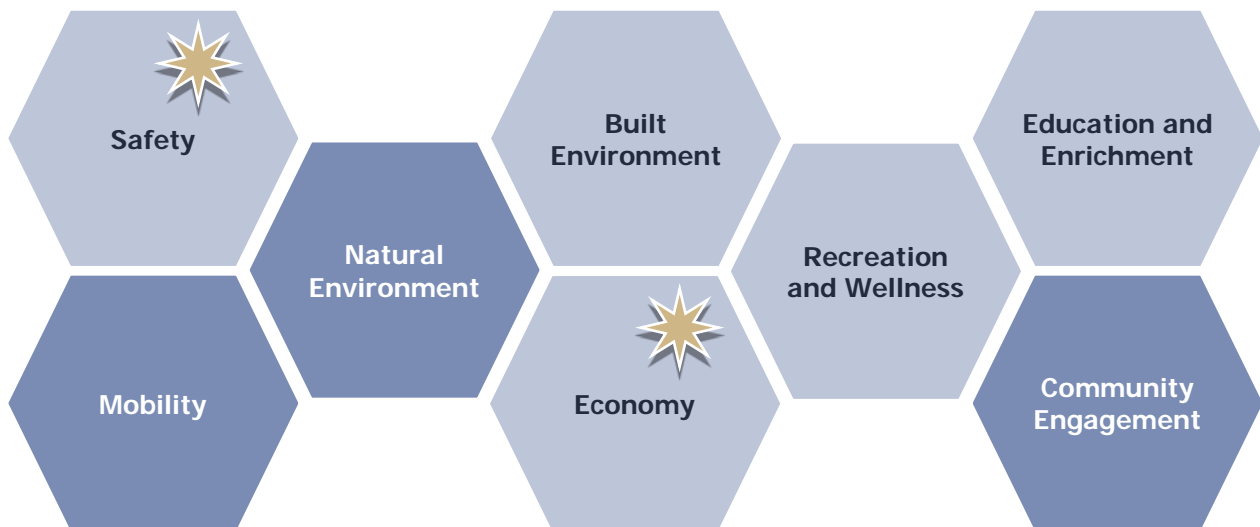 Safety
Built
Environment
Education and
Enrichment
Natural
Environment
Recreation
and Wellness
Mobility
Economy
Community
Engagement